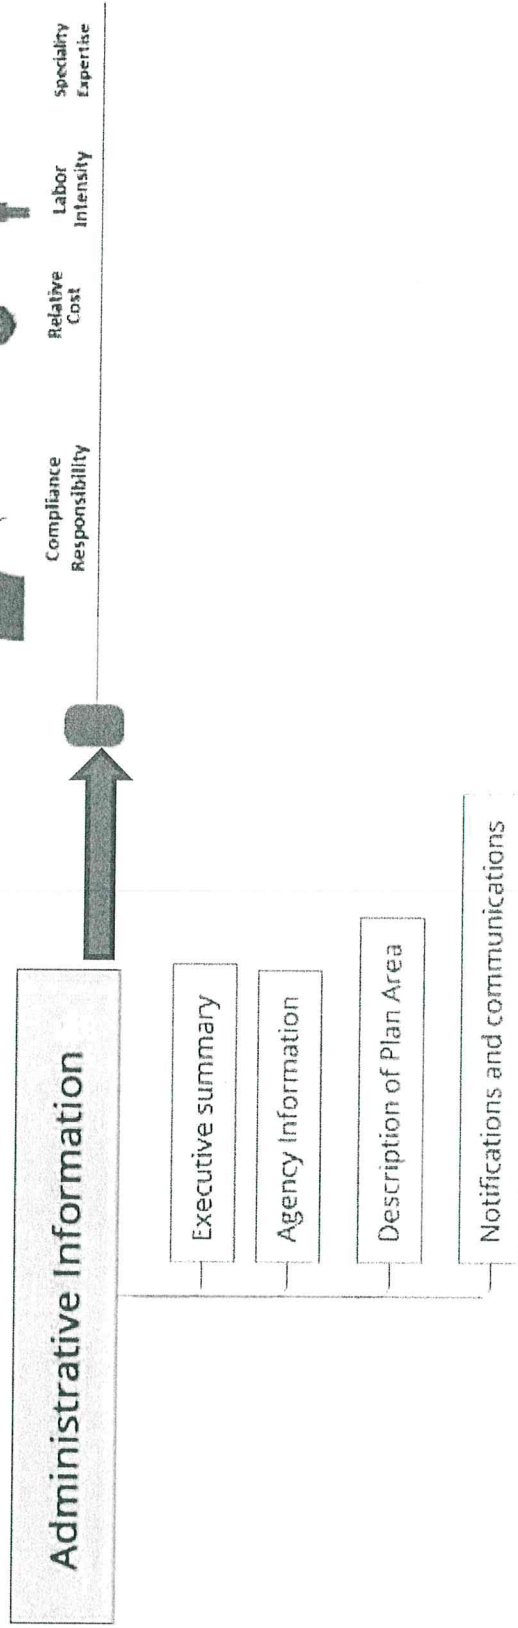 Administrative Information
Compliance
Responsibility
Relative
Cost
Labor
Intensity
Speciality
Expertise
Executive summary
Agency Information
Description of Plan Area
Notifications and communications